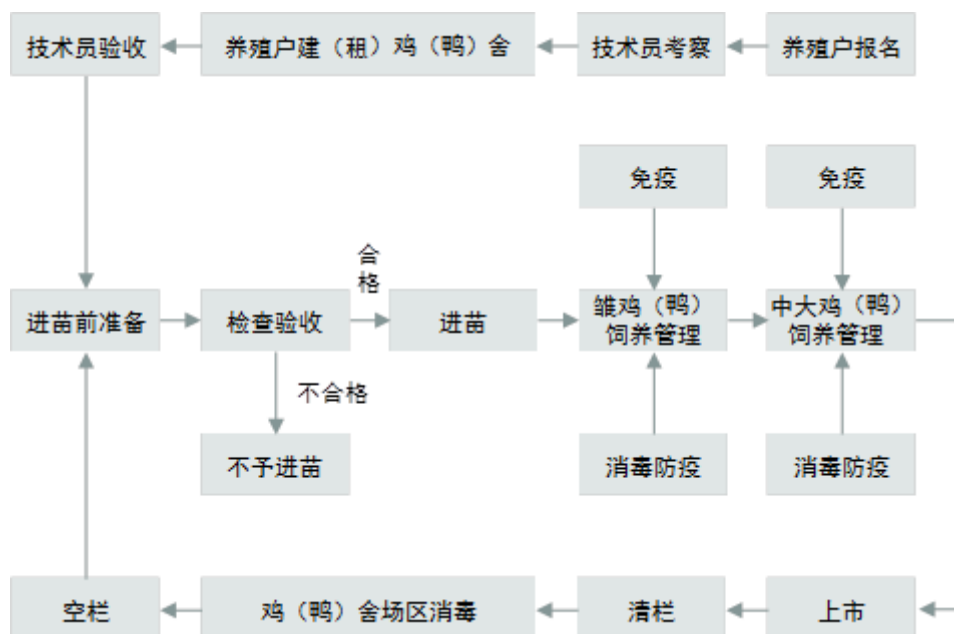 技术员验收
养殖户建（租）鸡（鸭）舍
技术员考察
养殖户报名
免疫
免疫
合
格
进苗前准备
检查验收
进苗
雏鸡（鸭）
饲养管理
中大鸡（鸭）
饲养管理
不合格
不予进苗
消毒防疫
消毒防疫
空栏
鸡（鸭）舍场区消毒
清栏
上市